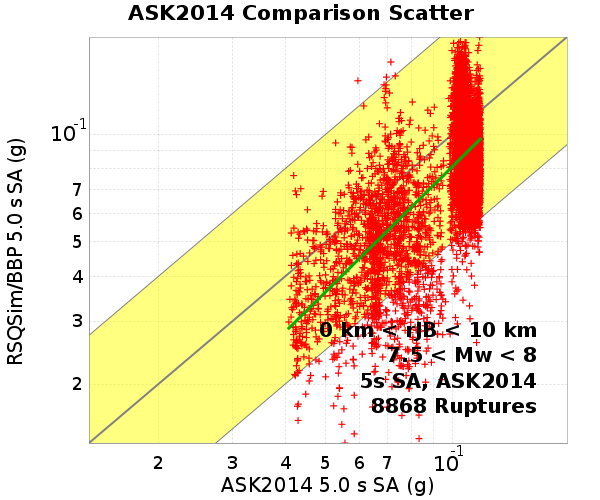 ASK2014 Comparison Scatter
RSQSim/BBP 5.0 s SA (g)
10^-1
7
6
5
4
3
2
0 km < rJB < 10 km
7.5 < Mw < 8
5s SA, ASK2014
8868 Ruptures
2 3 4 5 6 7 10^-1
ASK2014 5.0 s SA (g)